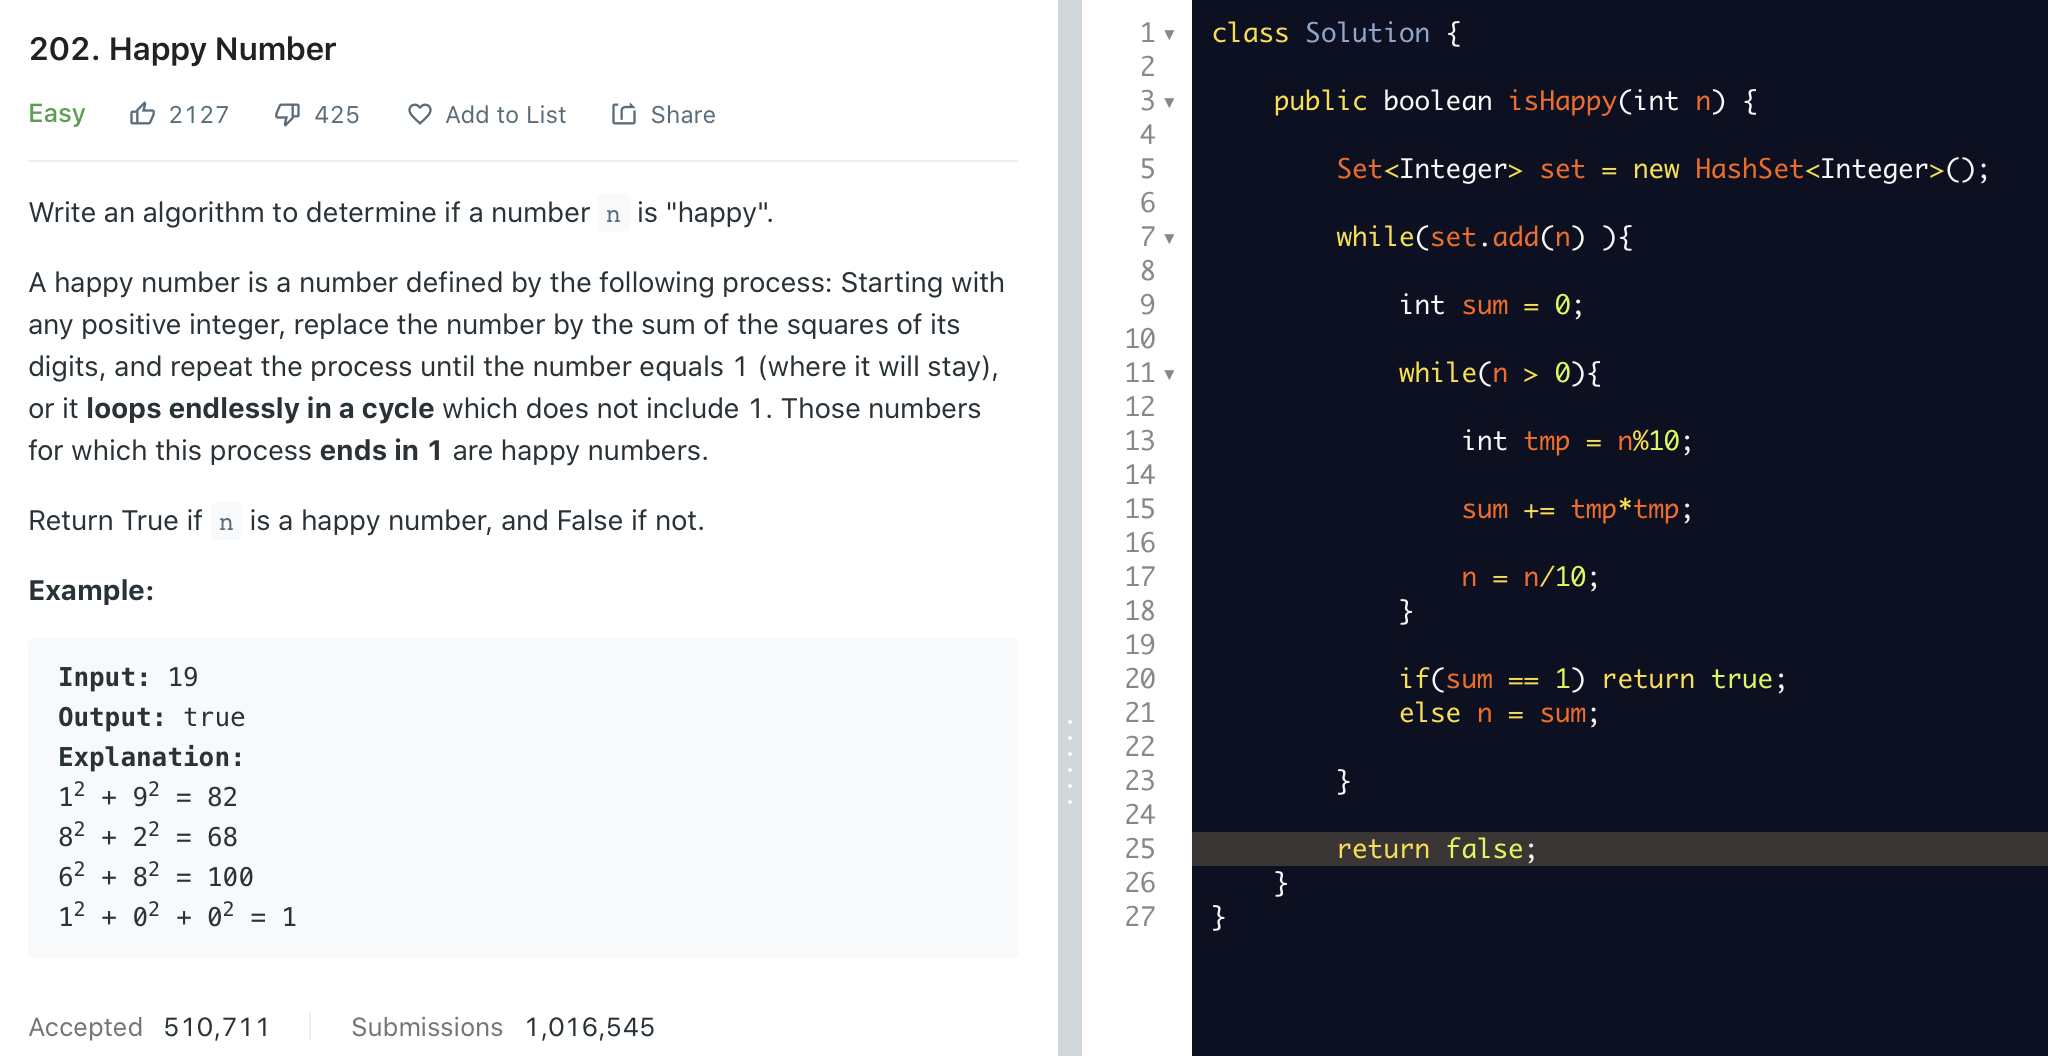 202. Happy Number
Easy 2127 425 Add to List Share
Write an algorithm to determine if a number n is "happy".
A happy number is a number defined by the following process: Starting with
any positive integer, replace the number by the sum of the squares of its
digits, and repeat the process until the number equals 1 (where it will stay),
or it loops endlessly in a cycle which does not include 1. Those numbers
for which this process ends in 1 are happy numbers.
Return True if n is a happy number, and False if not.
Example:
Input: 19
Output: true
Explanation:
1² + 9² = 82
8² + 2² = 68
6² + 8² = 100
1² + 0² + 0² = 1
Accepted 510,711 Submissions 1,016,545
1 class Solution {
2
3 public boolean isHappy(int n) {
4
5 Set<Integer> set = new HashSet<Integer>();
6
7 while(set.add(n) ){
8
9 int sum = 0;
10
11 while(n > 0){
12
13 int tmp = n%10;
14
15 sum += tmp*tmp;
16
17 n = n/10;
18 }
19
20 if(sum == 1) return true;
21 else n = sum;
22
23 }
24
25 return false;
26 }
27 }